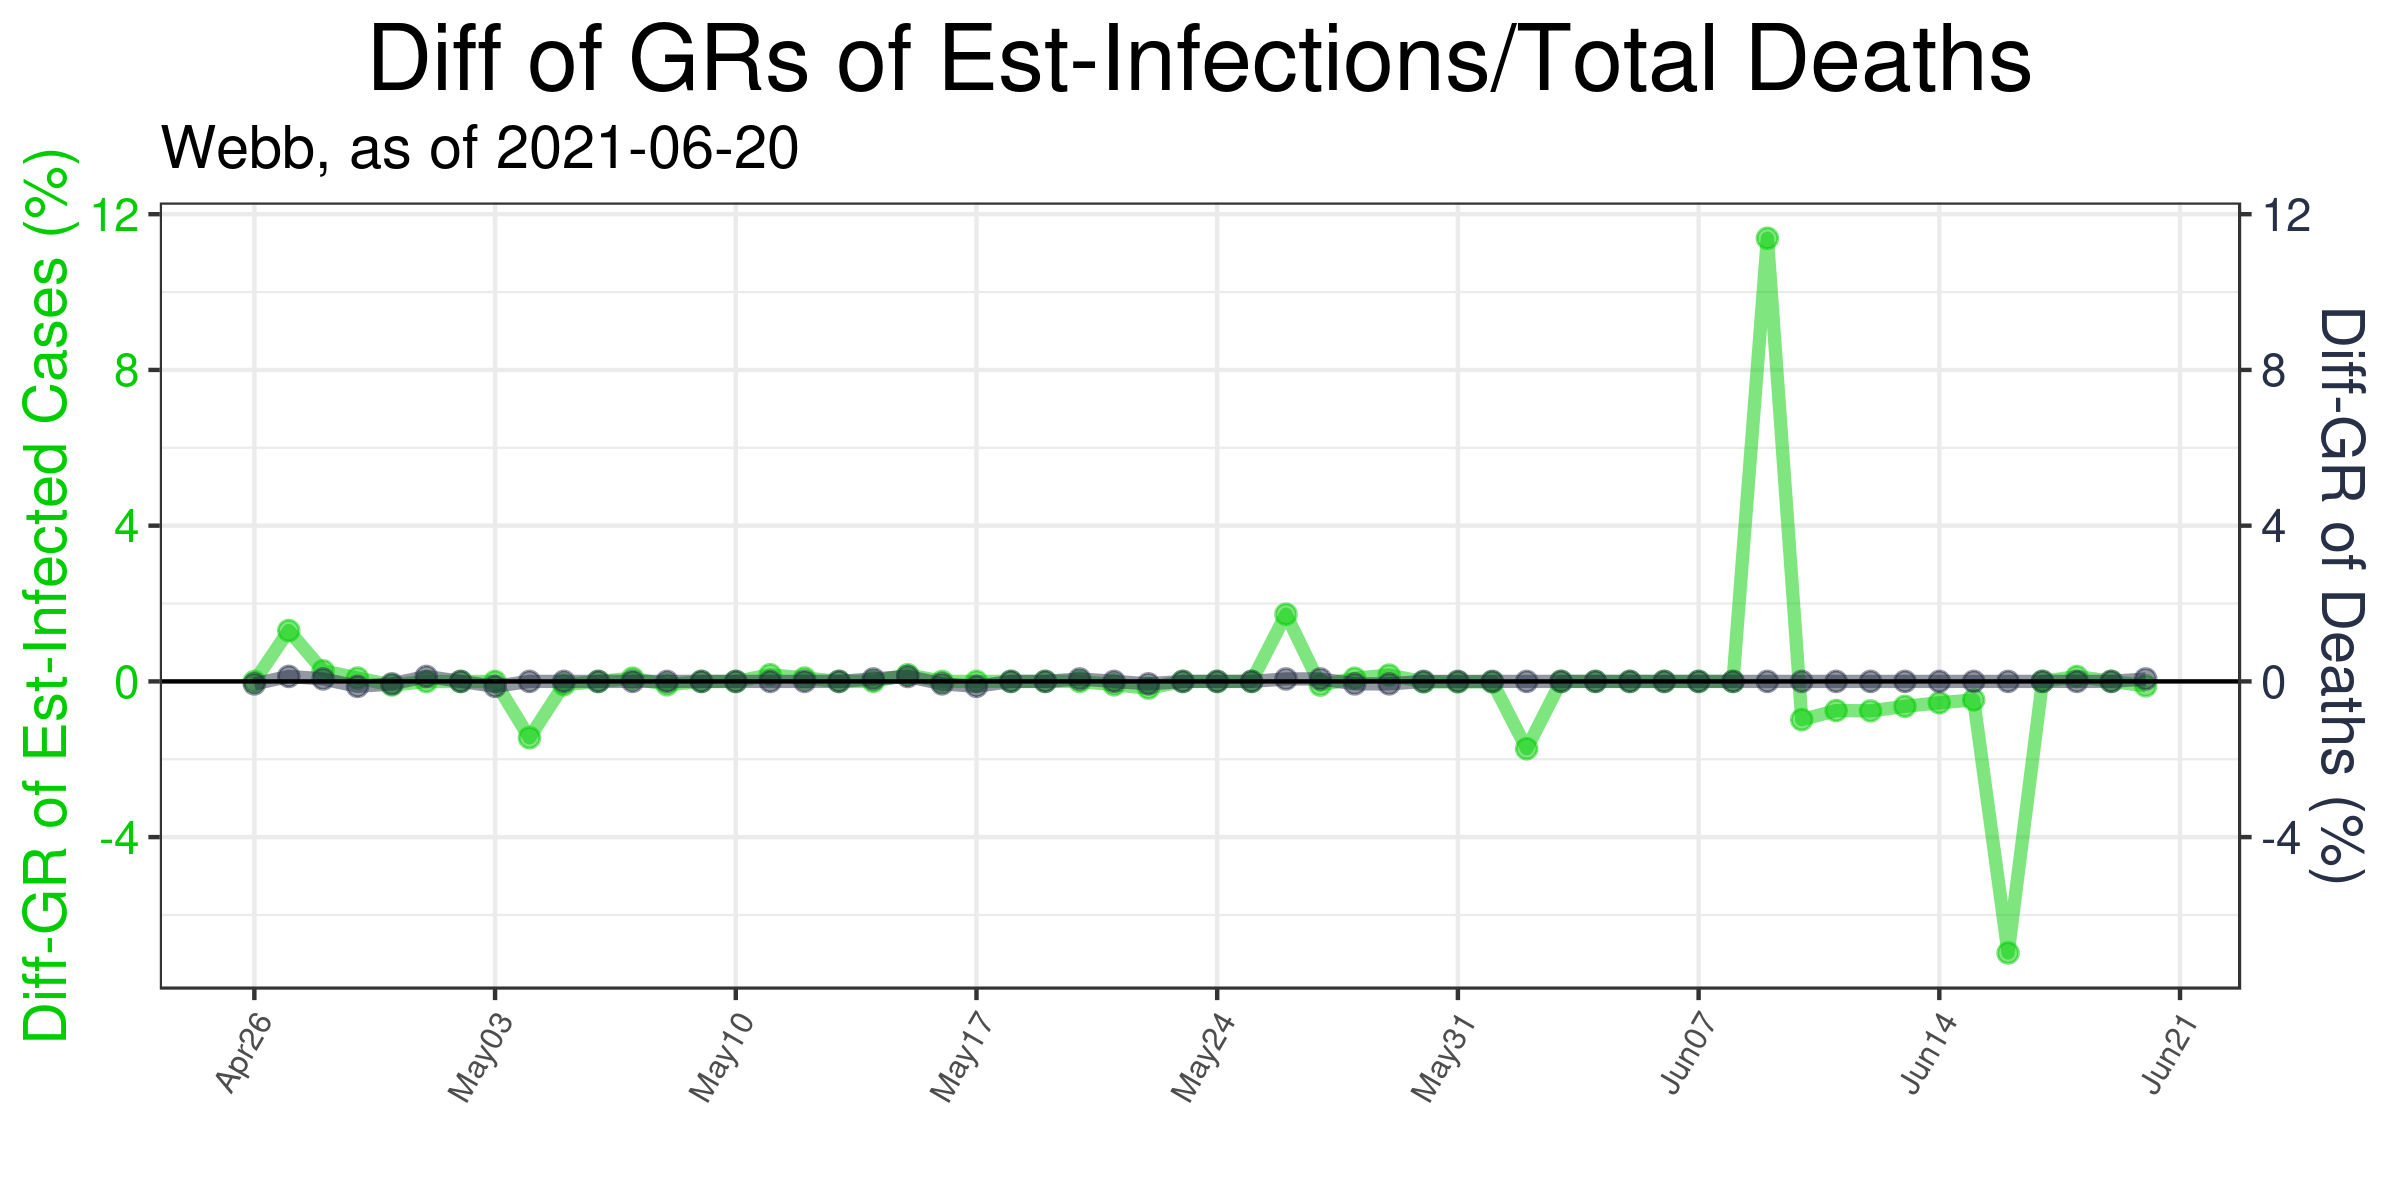 Diff of GRs of Est-Infections/Total Deaths
Webb, as of 2021-06-20
Diff-GR of Est-Infected Cases (%)
12
8
4
0
-4
12
8
4
0
-4
Diff-GR of Deaths (%)
Apr26
May03
May10
May17
May24
May31
Jun07
Jun14
Jun21